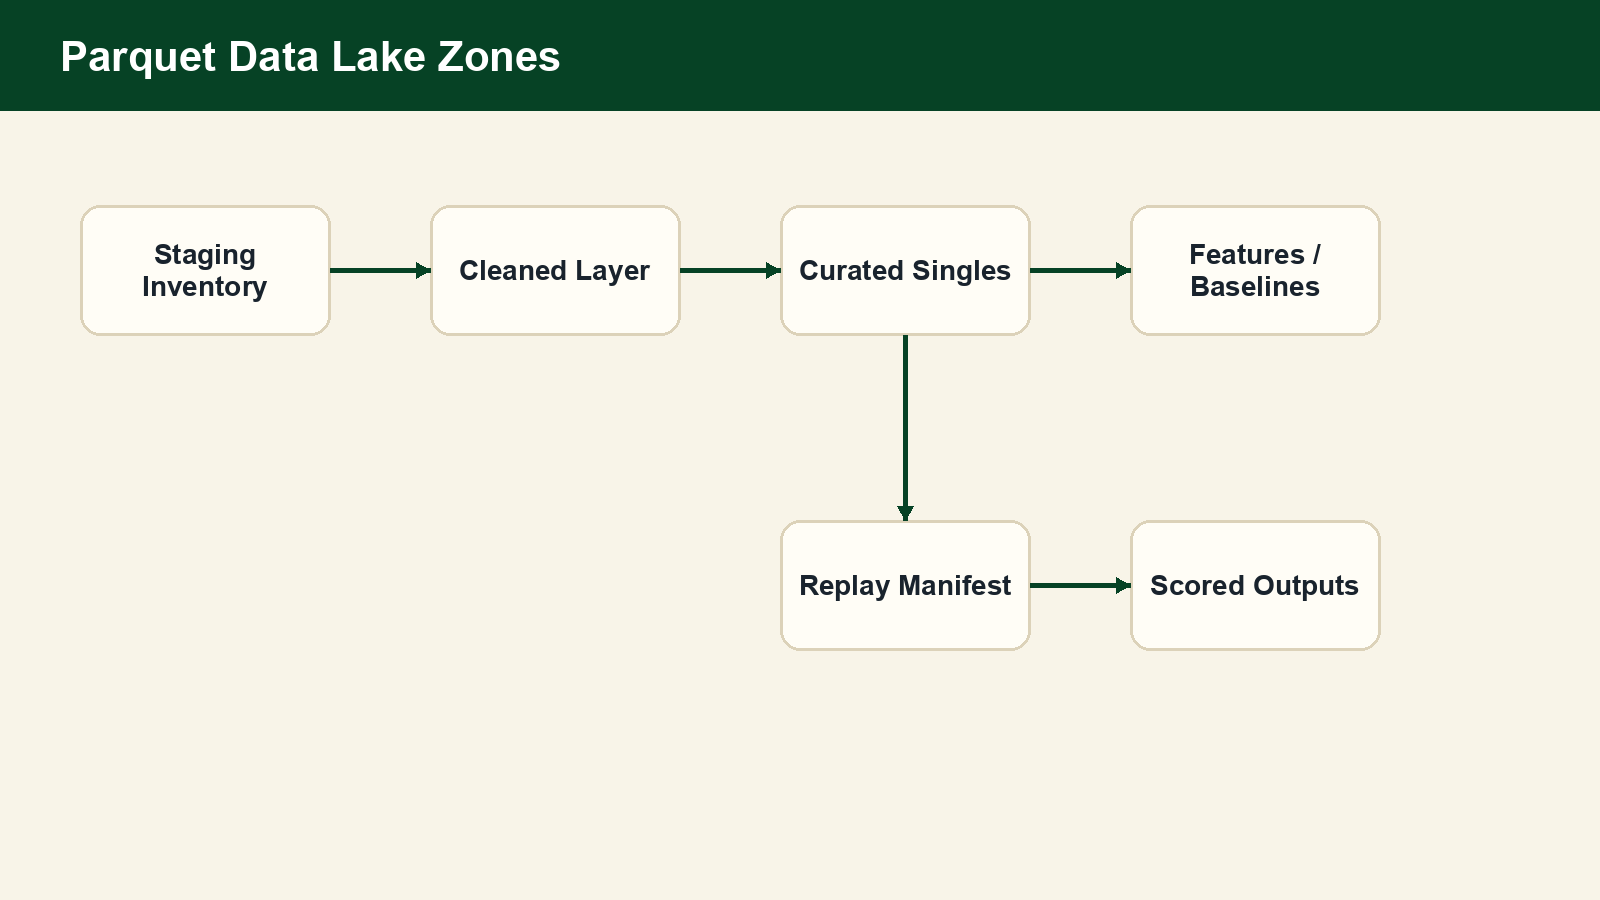 Parquet Data Lake Zones
Staging
Inventory
Cleaned Layer
Curated Singles
Features /
Baselines
Replay Manifest
Scored Outputs